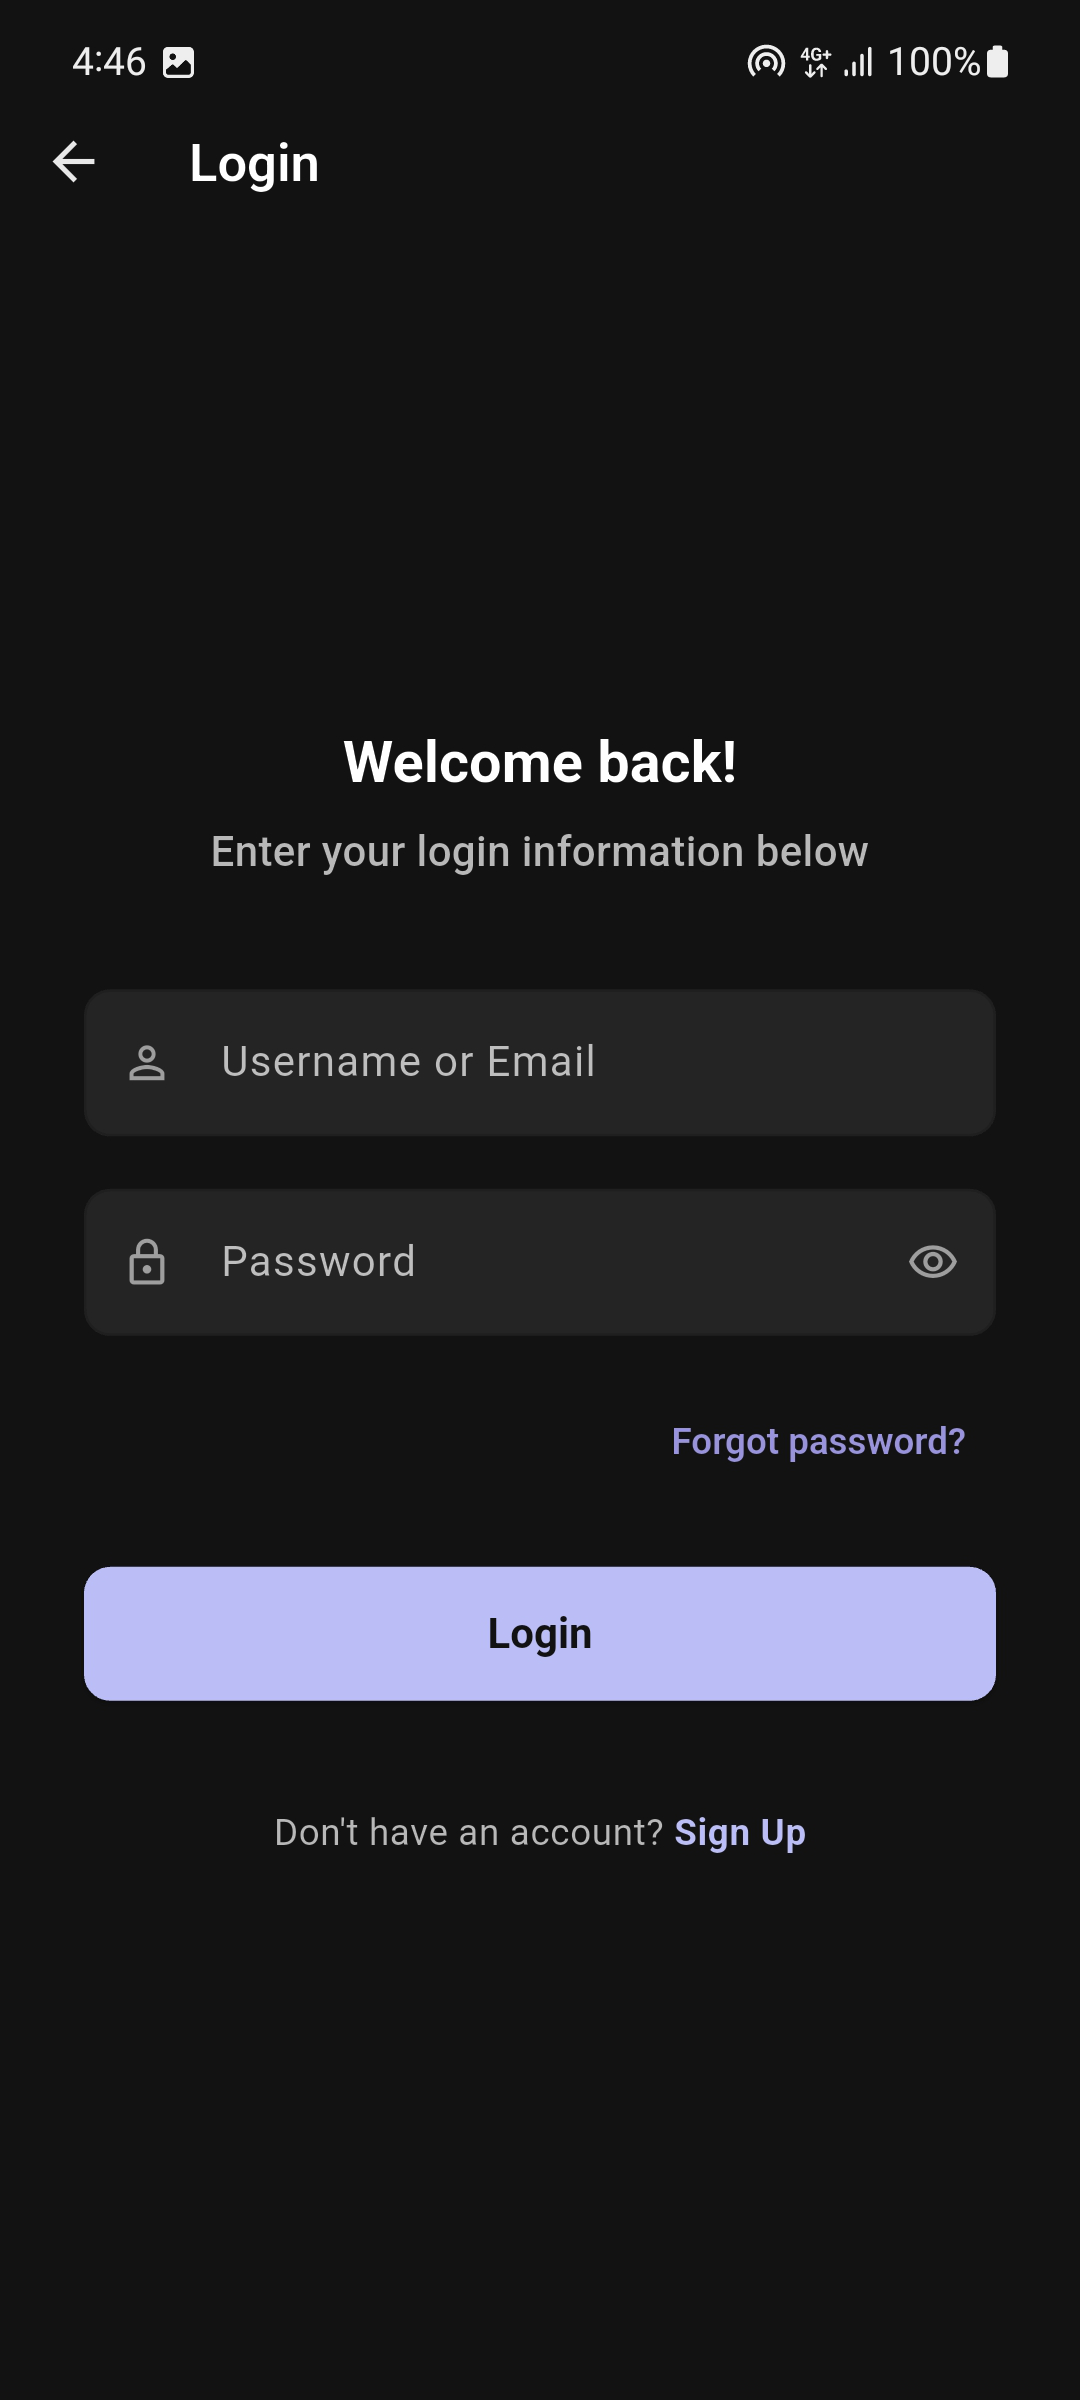 4:46 4G+ 100%
Login
Welcome back!
Enter your login information below
Username or Email
Password
Forgot password?
Login
Don't have an account? Sign Up